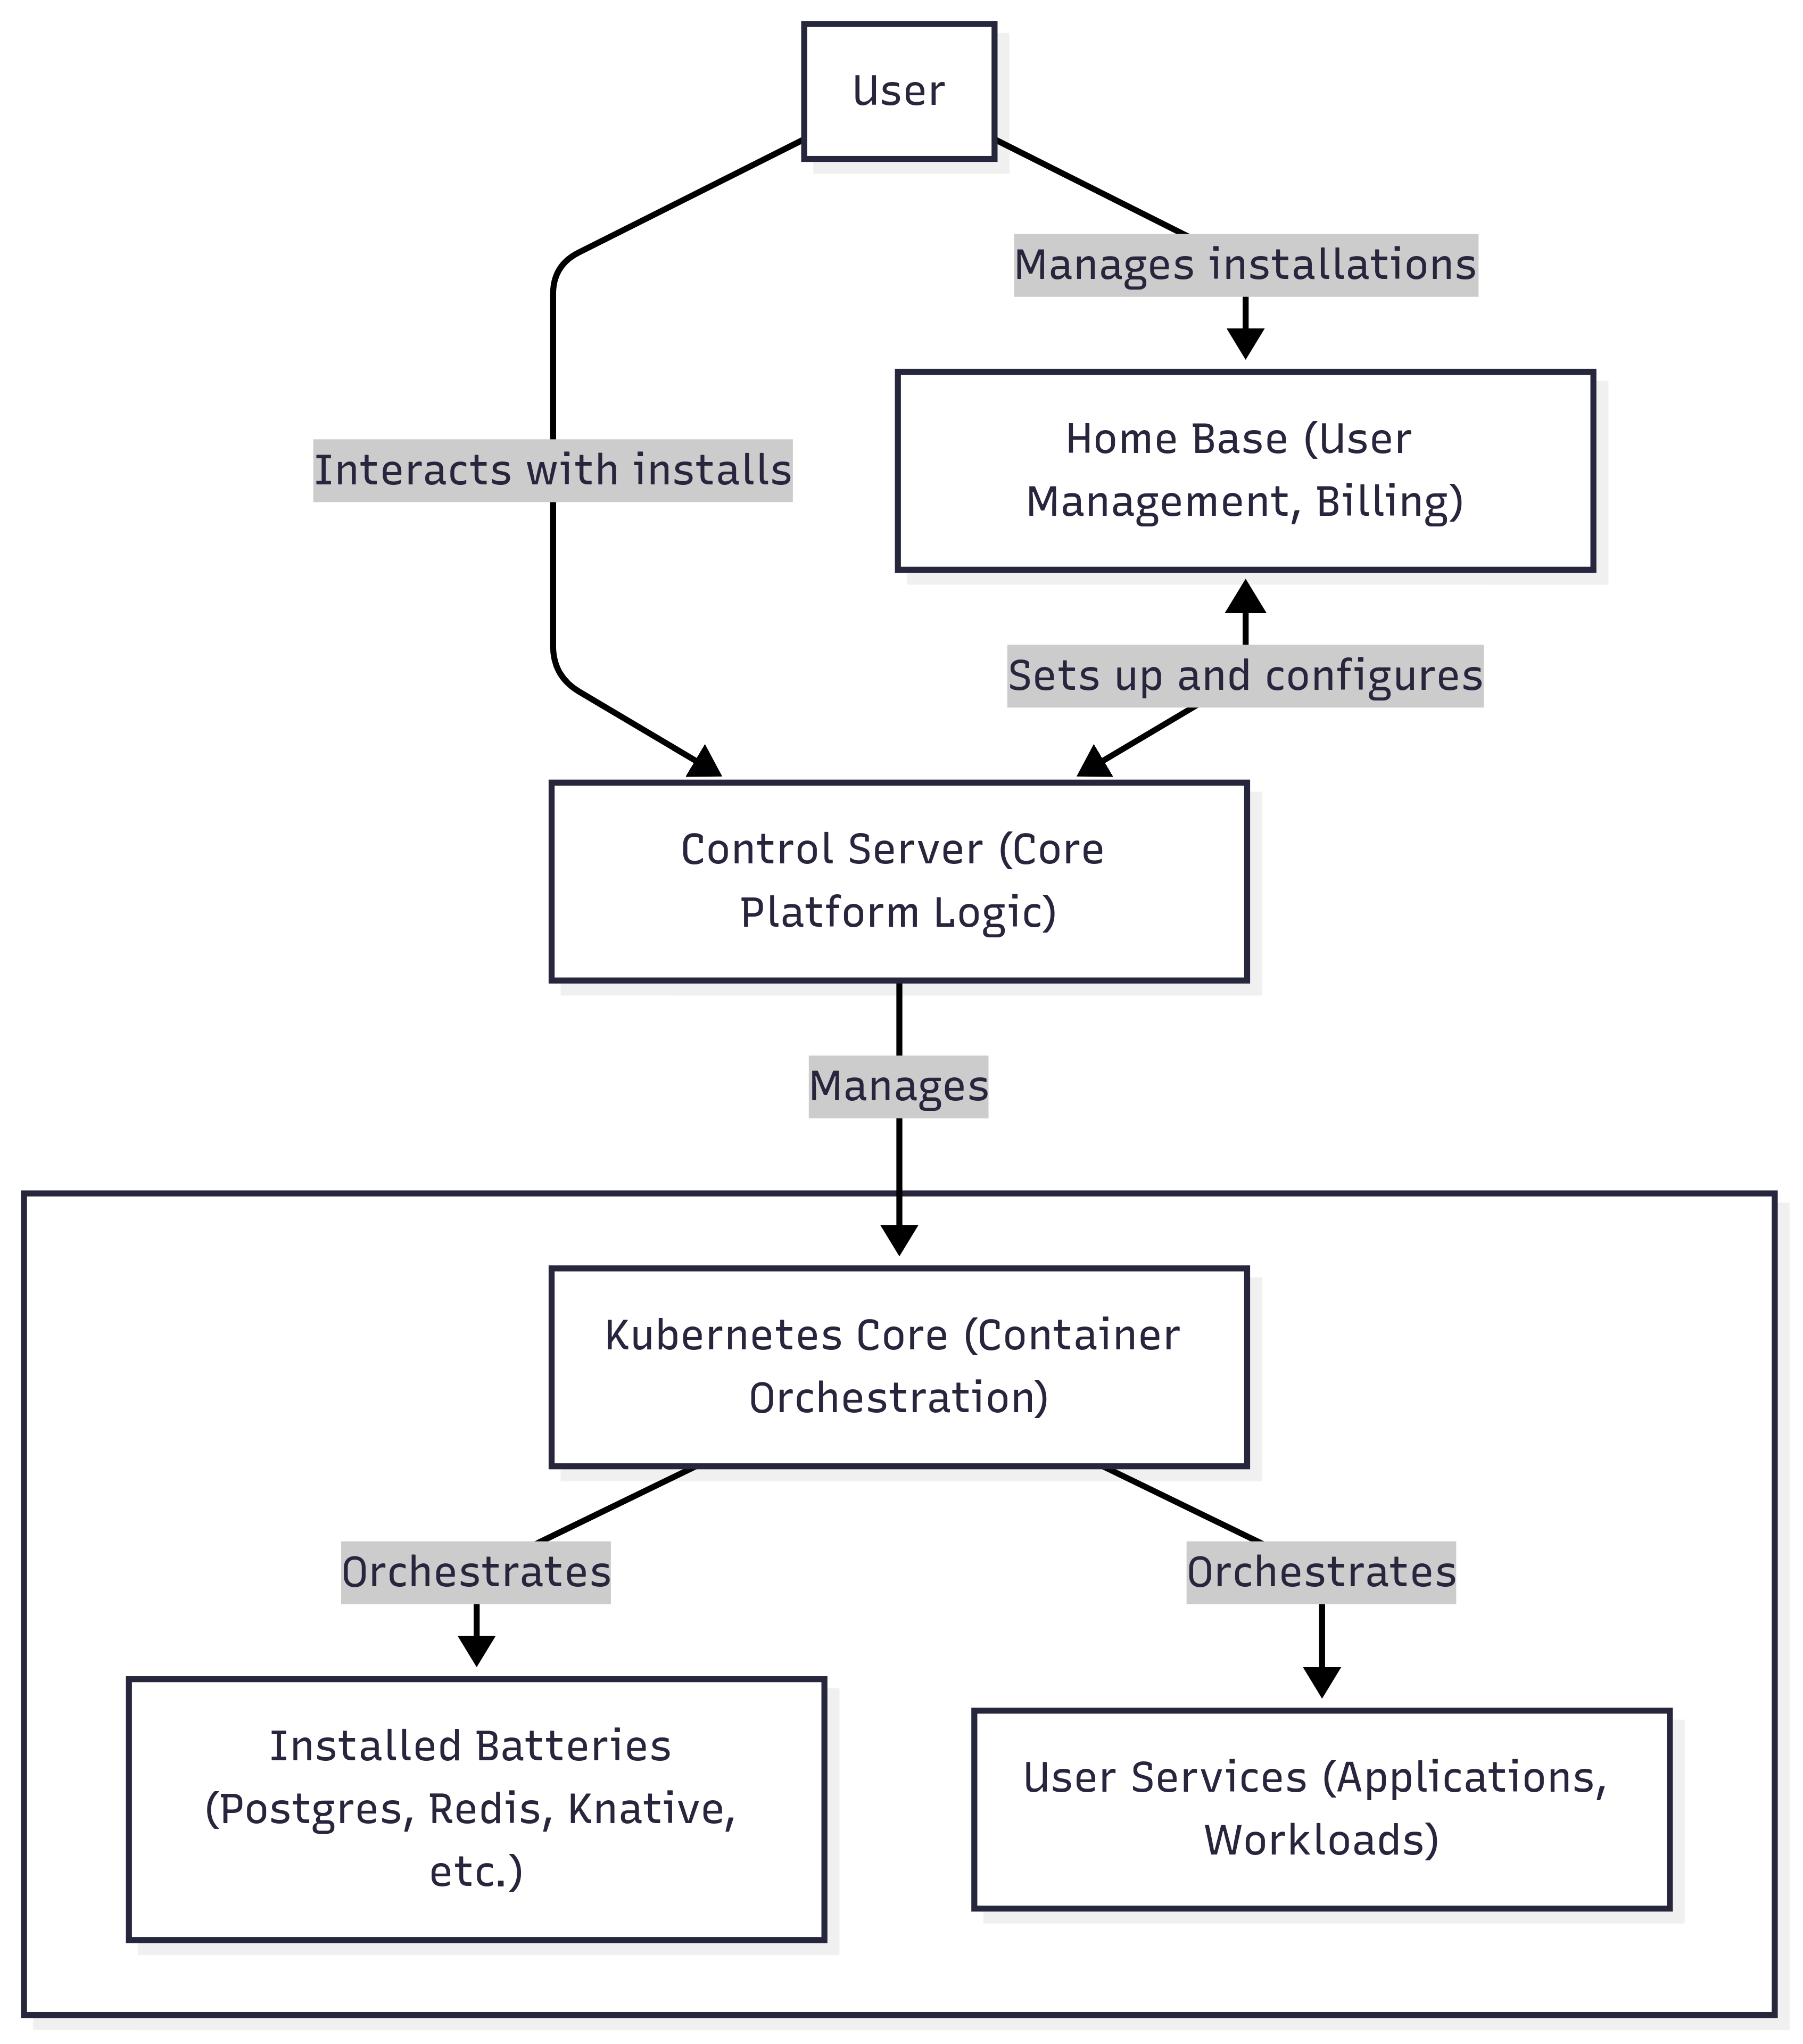 User
Manages installations
Home Base (User
Management, Billing)
Interacts with installs
Sets up and configures
Control Server (Core
Platform Logic)
Manages
Kubernetes Core (Container
Orchestration)
Orchestrates
Orchestrates
Installed Batteries
(Postgres, Redis, Knative,
etc.)
User Services (Applications,
Workloads)